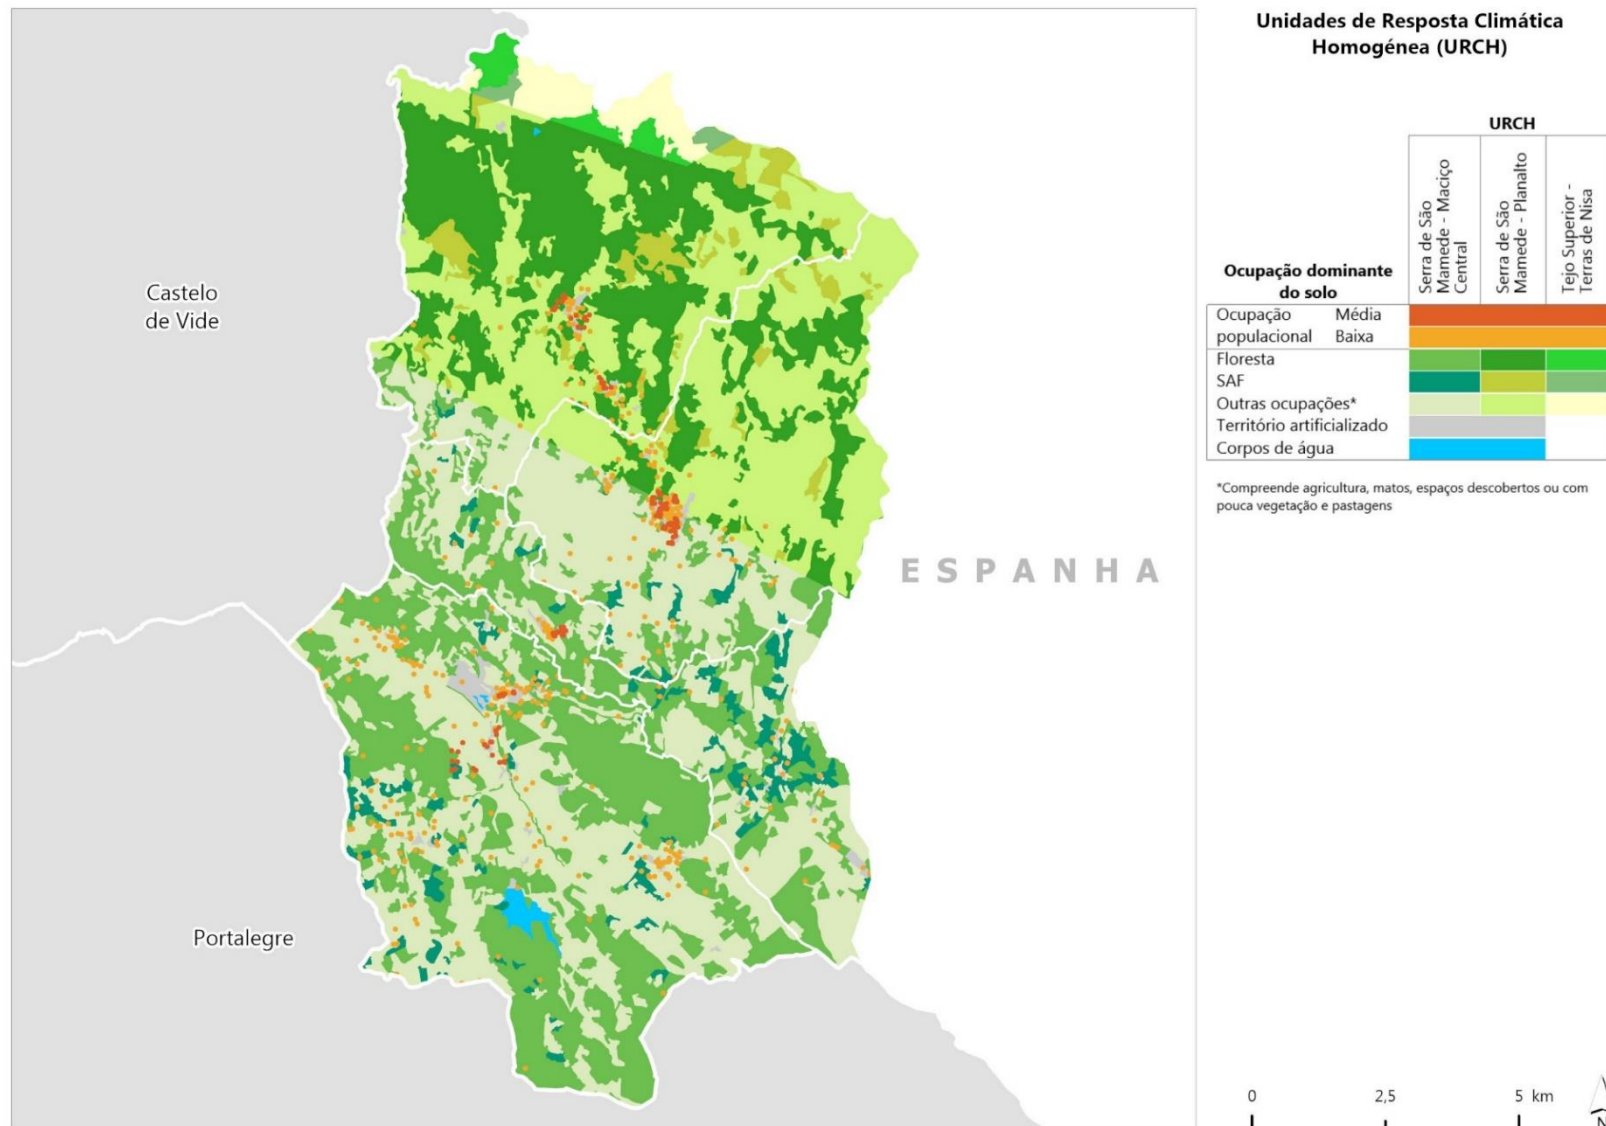 Unidades de Resposta Climática
Homogénea (URCH)
URCH
Serra de São
Mamede - Maciço
Central
Serra de São
Mamede - Planalto
Tejo Superior -
Terras de Nisa
Ocupação dominante
do solo
Ocupação Média
populacional Baixa
Floresta
SAF
Outras ocupações*
Território artificializado
Corpos de água
*Compreende agricultura, matos, espaços descobertos ou com
pouca vegetação e pastagens
Castelo
de Vide
ESPANHA
Portalegre
0 2,5 5 km
N